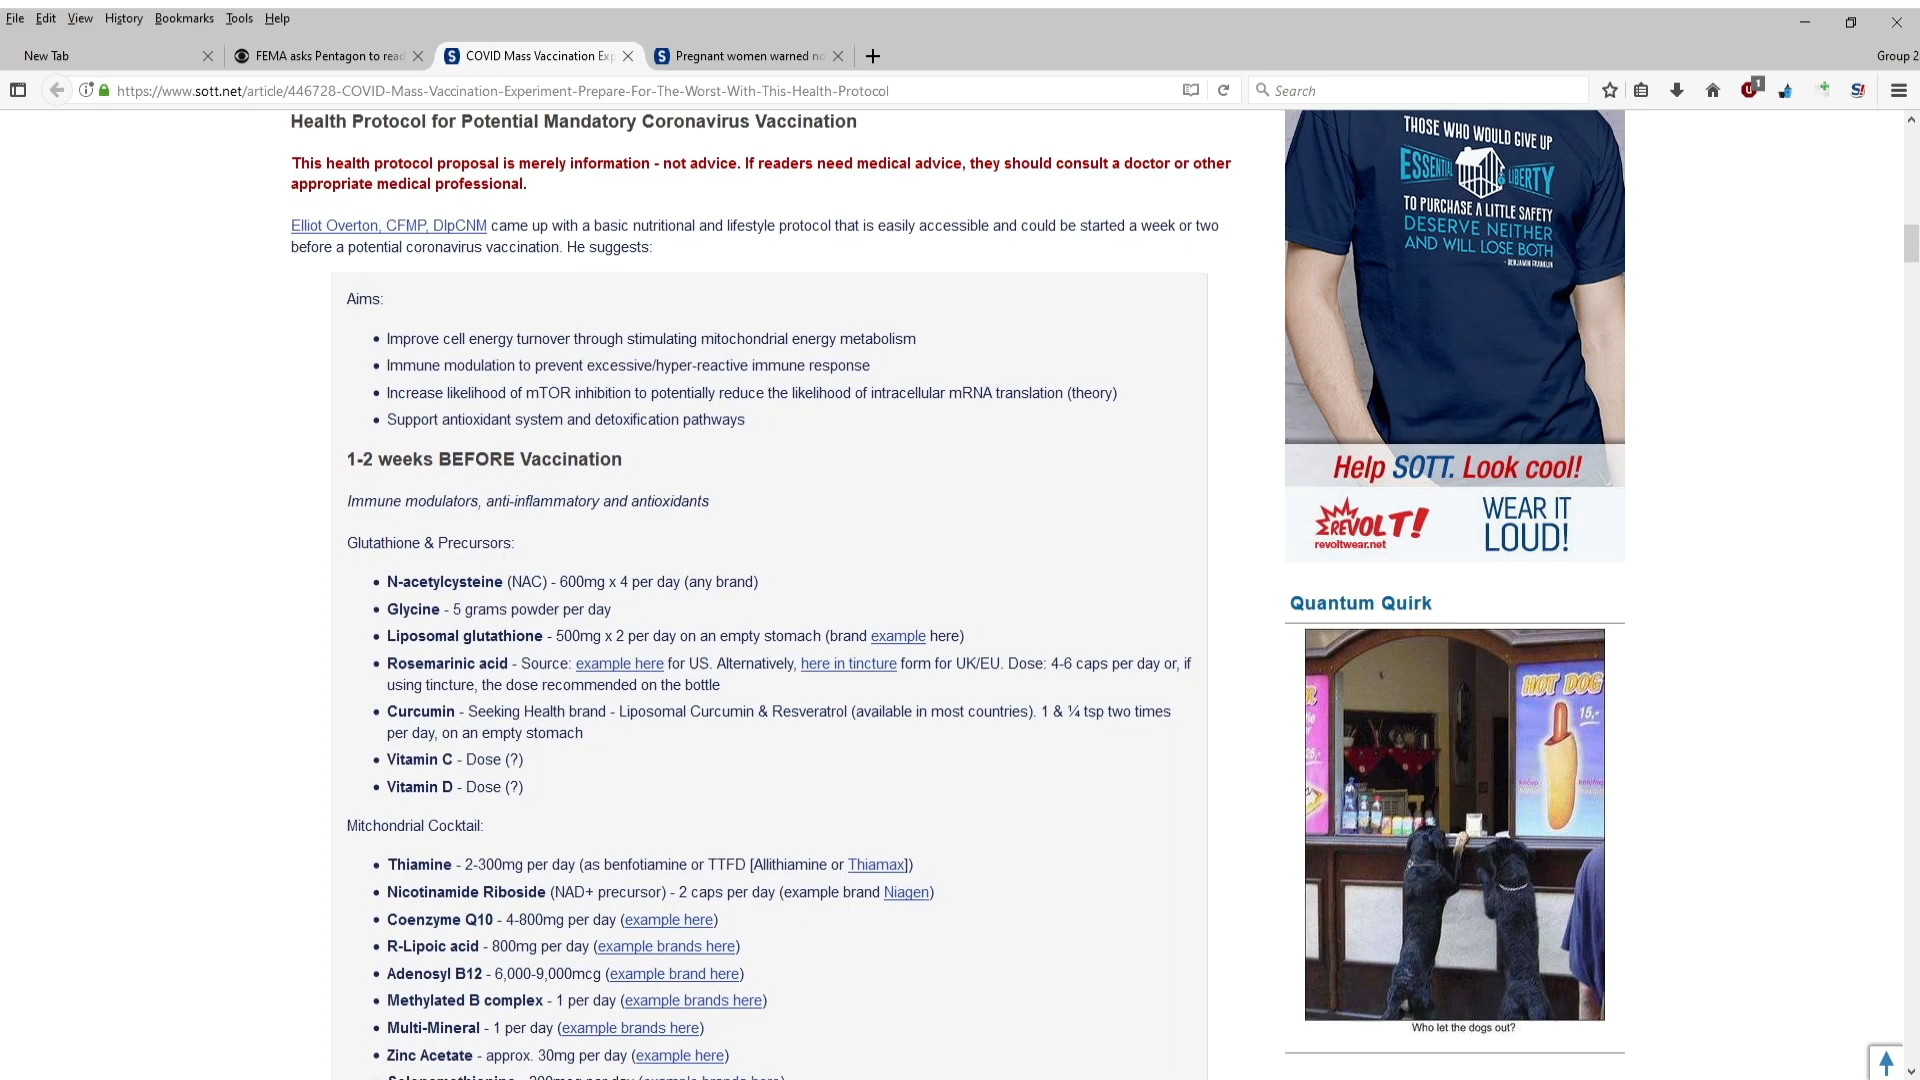 File Edit View History Bookmarks Tools Help
New Tab
FEMA asks Pentagon to read
COVID Mass Vaccination Exp
Pregnant women warned no
Group 2
https://www.sott.net/article/446728-COVID-Mass-Vaccination-Experiment-Prepare-For-The-Worst-With-This-Health-Protocol
Search
1
Health Protocol for Potential Mandatory Coronavirus Vaccination
This health protocol proposal is merely information - not advice. If readers need medical advice, they should consult a doctor or other
appropriate medical professional.
Elliot Overton, CFMP, DIpCNM came up with a basic nutritional and lifestyle protocol that is easily accessible and could be started a week or two
before a potential coronavirus vaccination. He suggests:
Aims:
• Improve cell energy turnover through stimulating mitochondrial energy metabolism
• Immune modulation to prevent excessive/hyper-reactive immune response
• Increase likelihood of mTOR inhibition to potentially reduce the likelihood of intracellular mRNA translation (theory)
• Support antioxidant system and detoxification pathways
1-2 weeks BEFORE Vaccination
Immune modulators, anti-inflammatory and antioxidants
Glutathione & Precursors:
• N-acetylcysteine (NAC) - 600mg x 4 per day (any brand)
• Glycine - 5 grams powder per day
• Liposomal glutathione - 500mg x 2 per day on an empty stomach (brand example here)
• Rosemarinic acid - Source: example here for US. Alternatively, here in tincture form for UK/EU. Dose: 4-6 caps per day or, if
using tincture, the dose recommended on the bottle
• Curcumin - Seeking Health brand - Liposomal Curcumin & Resveratrol (available in most countries). 1 & ¼ tsp two times
per day, on an empty stomach
• Vitamin C - Dose (?)
• Vitamin D - Dose (?)
Mitchondrial Cocktail:
• Thiamine - 2-300mg per day (as benfotiamine or TTFD [Allithiamine or Thiamax])
• Nicotinamide Riboside (NAD+ precursor) - 2 caps per day (example brand Niagen)
• Coenzyme Q10 - 4-800mg per day (example here)
• R-Lipoic acid - 800mg per day (example brands here)
• Adenosyl B12 - 6,000-9,000mcg (example brand here)
• Methylated B complex - 1 per day (example brands here)
• Multi-Mineral - 1 per day (example brands here)
• Zinc Acetate - approx. 30mg per day (example here)
THOSE WHO WOULD GIVE UP
ESSENTIAL LIBERTY
TO PURCHASE A LITTLE SAFETY
DESERVE NEITHER
AND WILL LOSE BOTH
- BENJAMIN FRANKLIN
Help SOTT. Look cool!
REVOLT!
revoltwear.net
WEAR IT
LOUD!
Quantum Quirk
HOT DOG
15,-
Who let the dogs out?